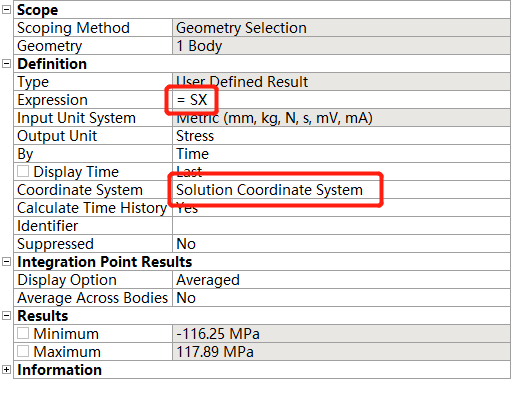 Scope
Scoping Method Geometry Selection
Geometry 1 Body
Definition
Type User Defined Result
Expression = SX
Input Unit System Metric (mm, kg, N, s, mV, mA)
Output Unit Stress
By Time
Display Time Last
Coordinate System Solution Coordinate System
Calculate Time History Yes
Identifier
Suppressed No
Integration Point Results
Display Option Averaged
Average Across Bodies No
Results
Minimum -116.25 MPa
Maximum 117.89 MPa
Information